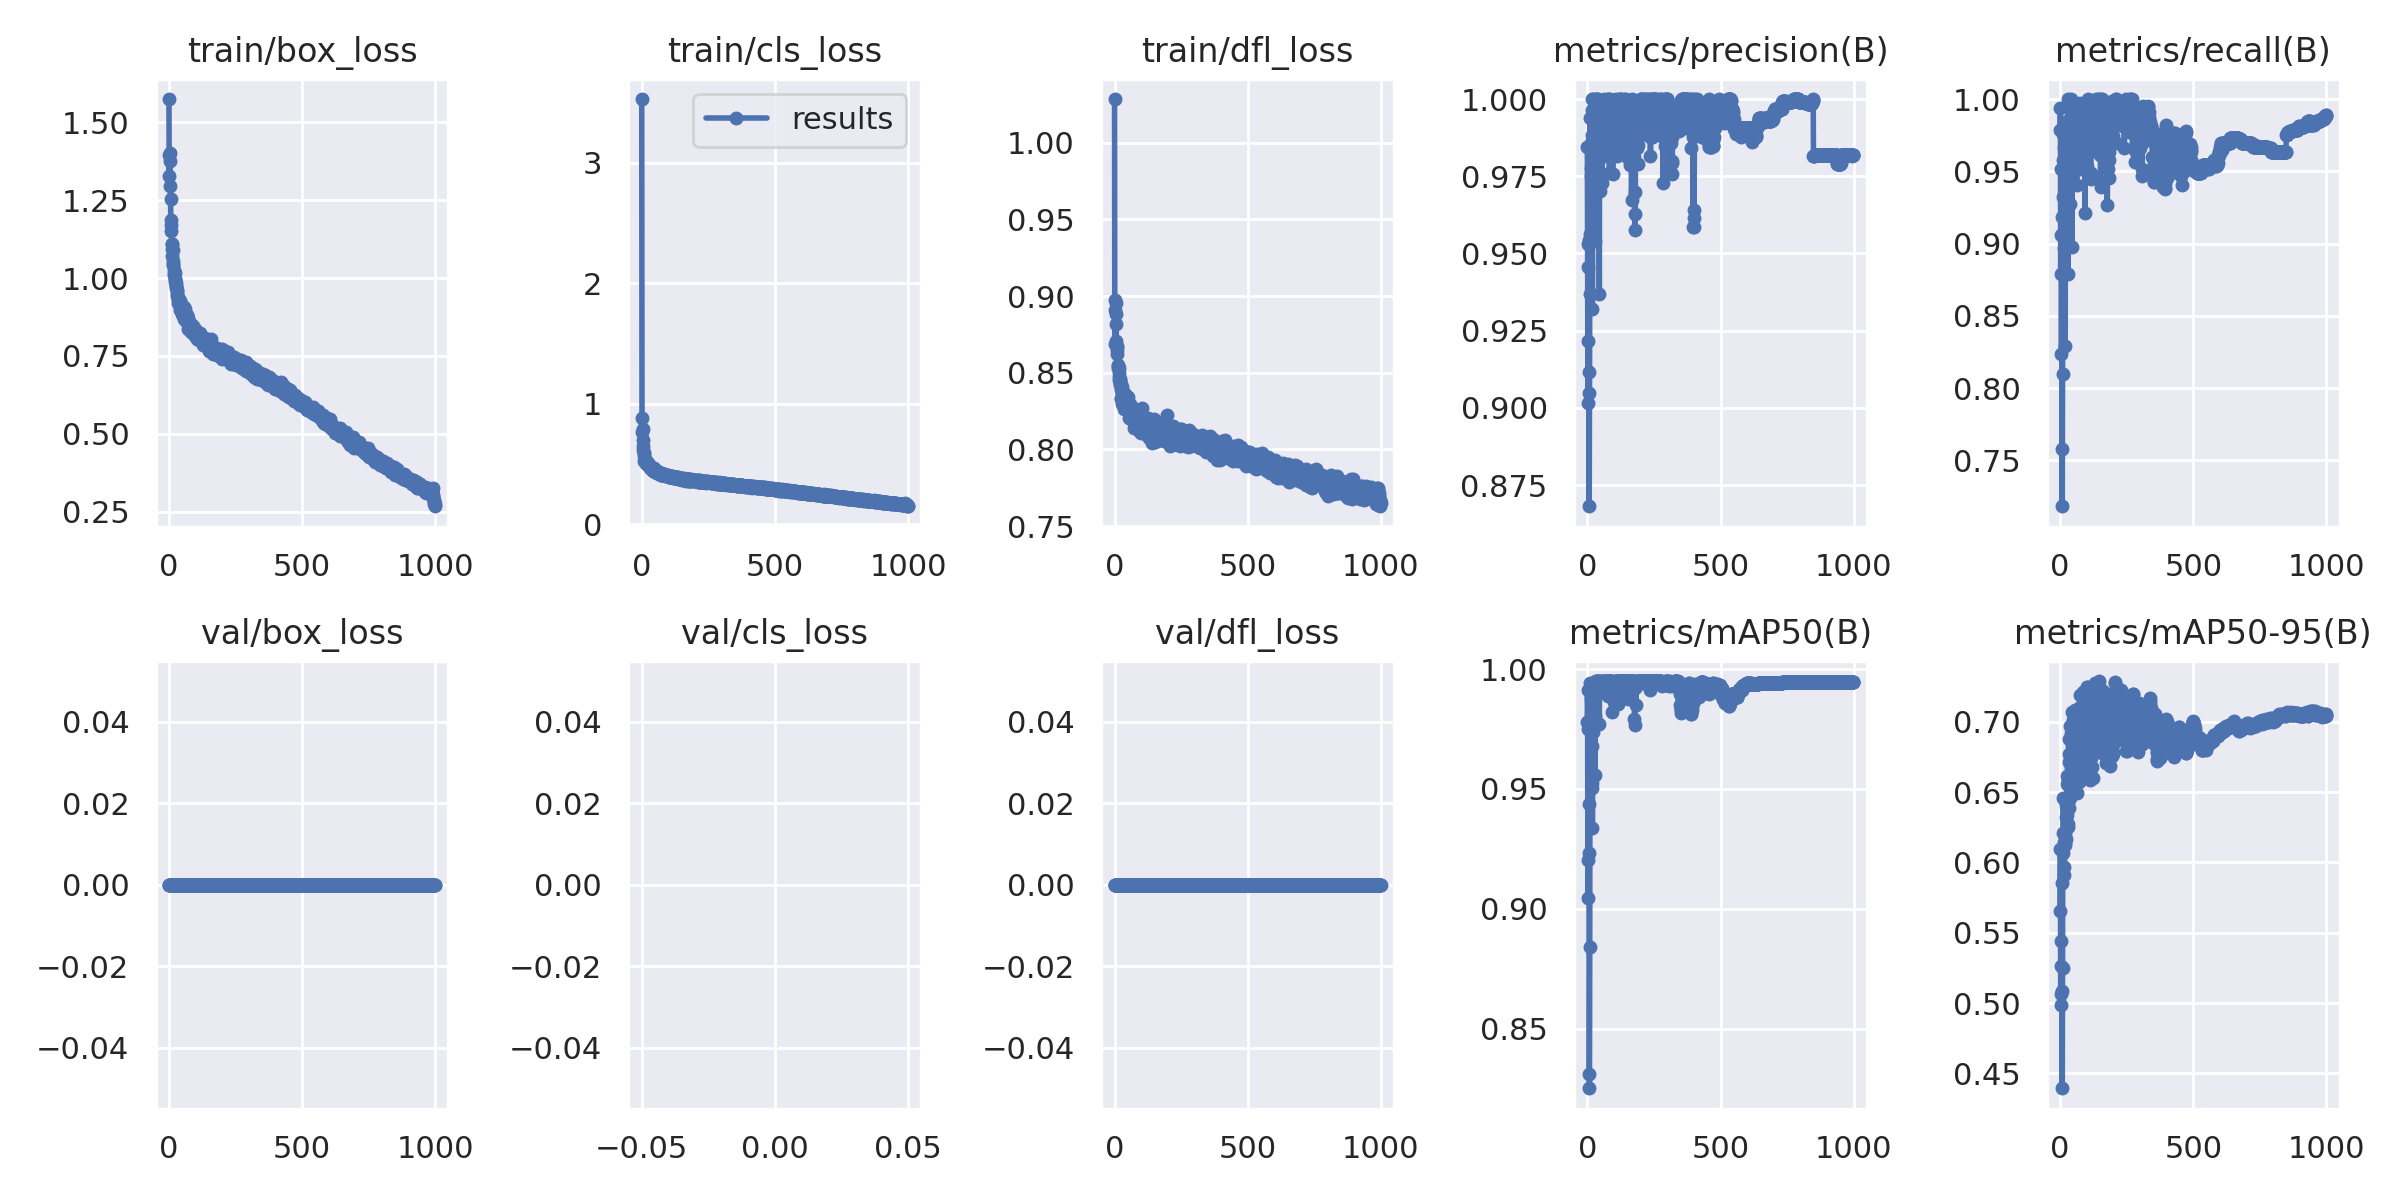 train/box_loss
train/cls_loss
train/dfl_loss
metrics/precision(B)
metrics/recall(B)
1.50
1.25
1.00
0.75
0.50
0.25
0 500 1000
results
3
2
1
0
0 500 1000
1.00
0.95
0.90
0.85
0.80
0.75
0 500 1000
1.000
0.975
0.950
0.925
0.900
0.875
0 500 1000
1.00
0.95
0.90
0.85
0.80
0.75
0 500 1000
val/box_loss
val/cls_loss
val/dfl_loss
metrics/mAP50(B)
metrics/mAP50-95(B)
0.04
0.02
0.00
−0.02
−0.04
0 500 1000
0.04
0.02
0.00
−0.02
−0.04
−0.05 0.00 0.05
0.04
0.02
0.00
−0.02
−0.04
0 500 1000
1.00
0.95
0.90
0.85
0 500 1000
0.70
0.65
0.60
0.55
0.50
0.45
0 500 1000